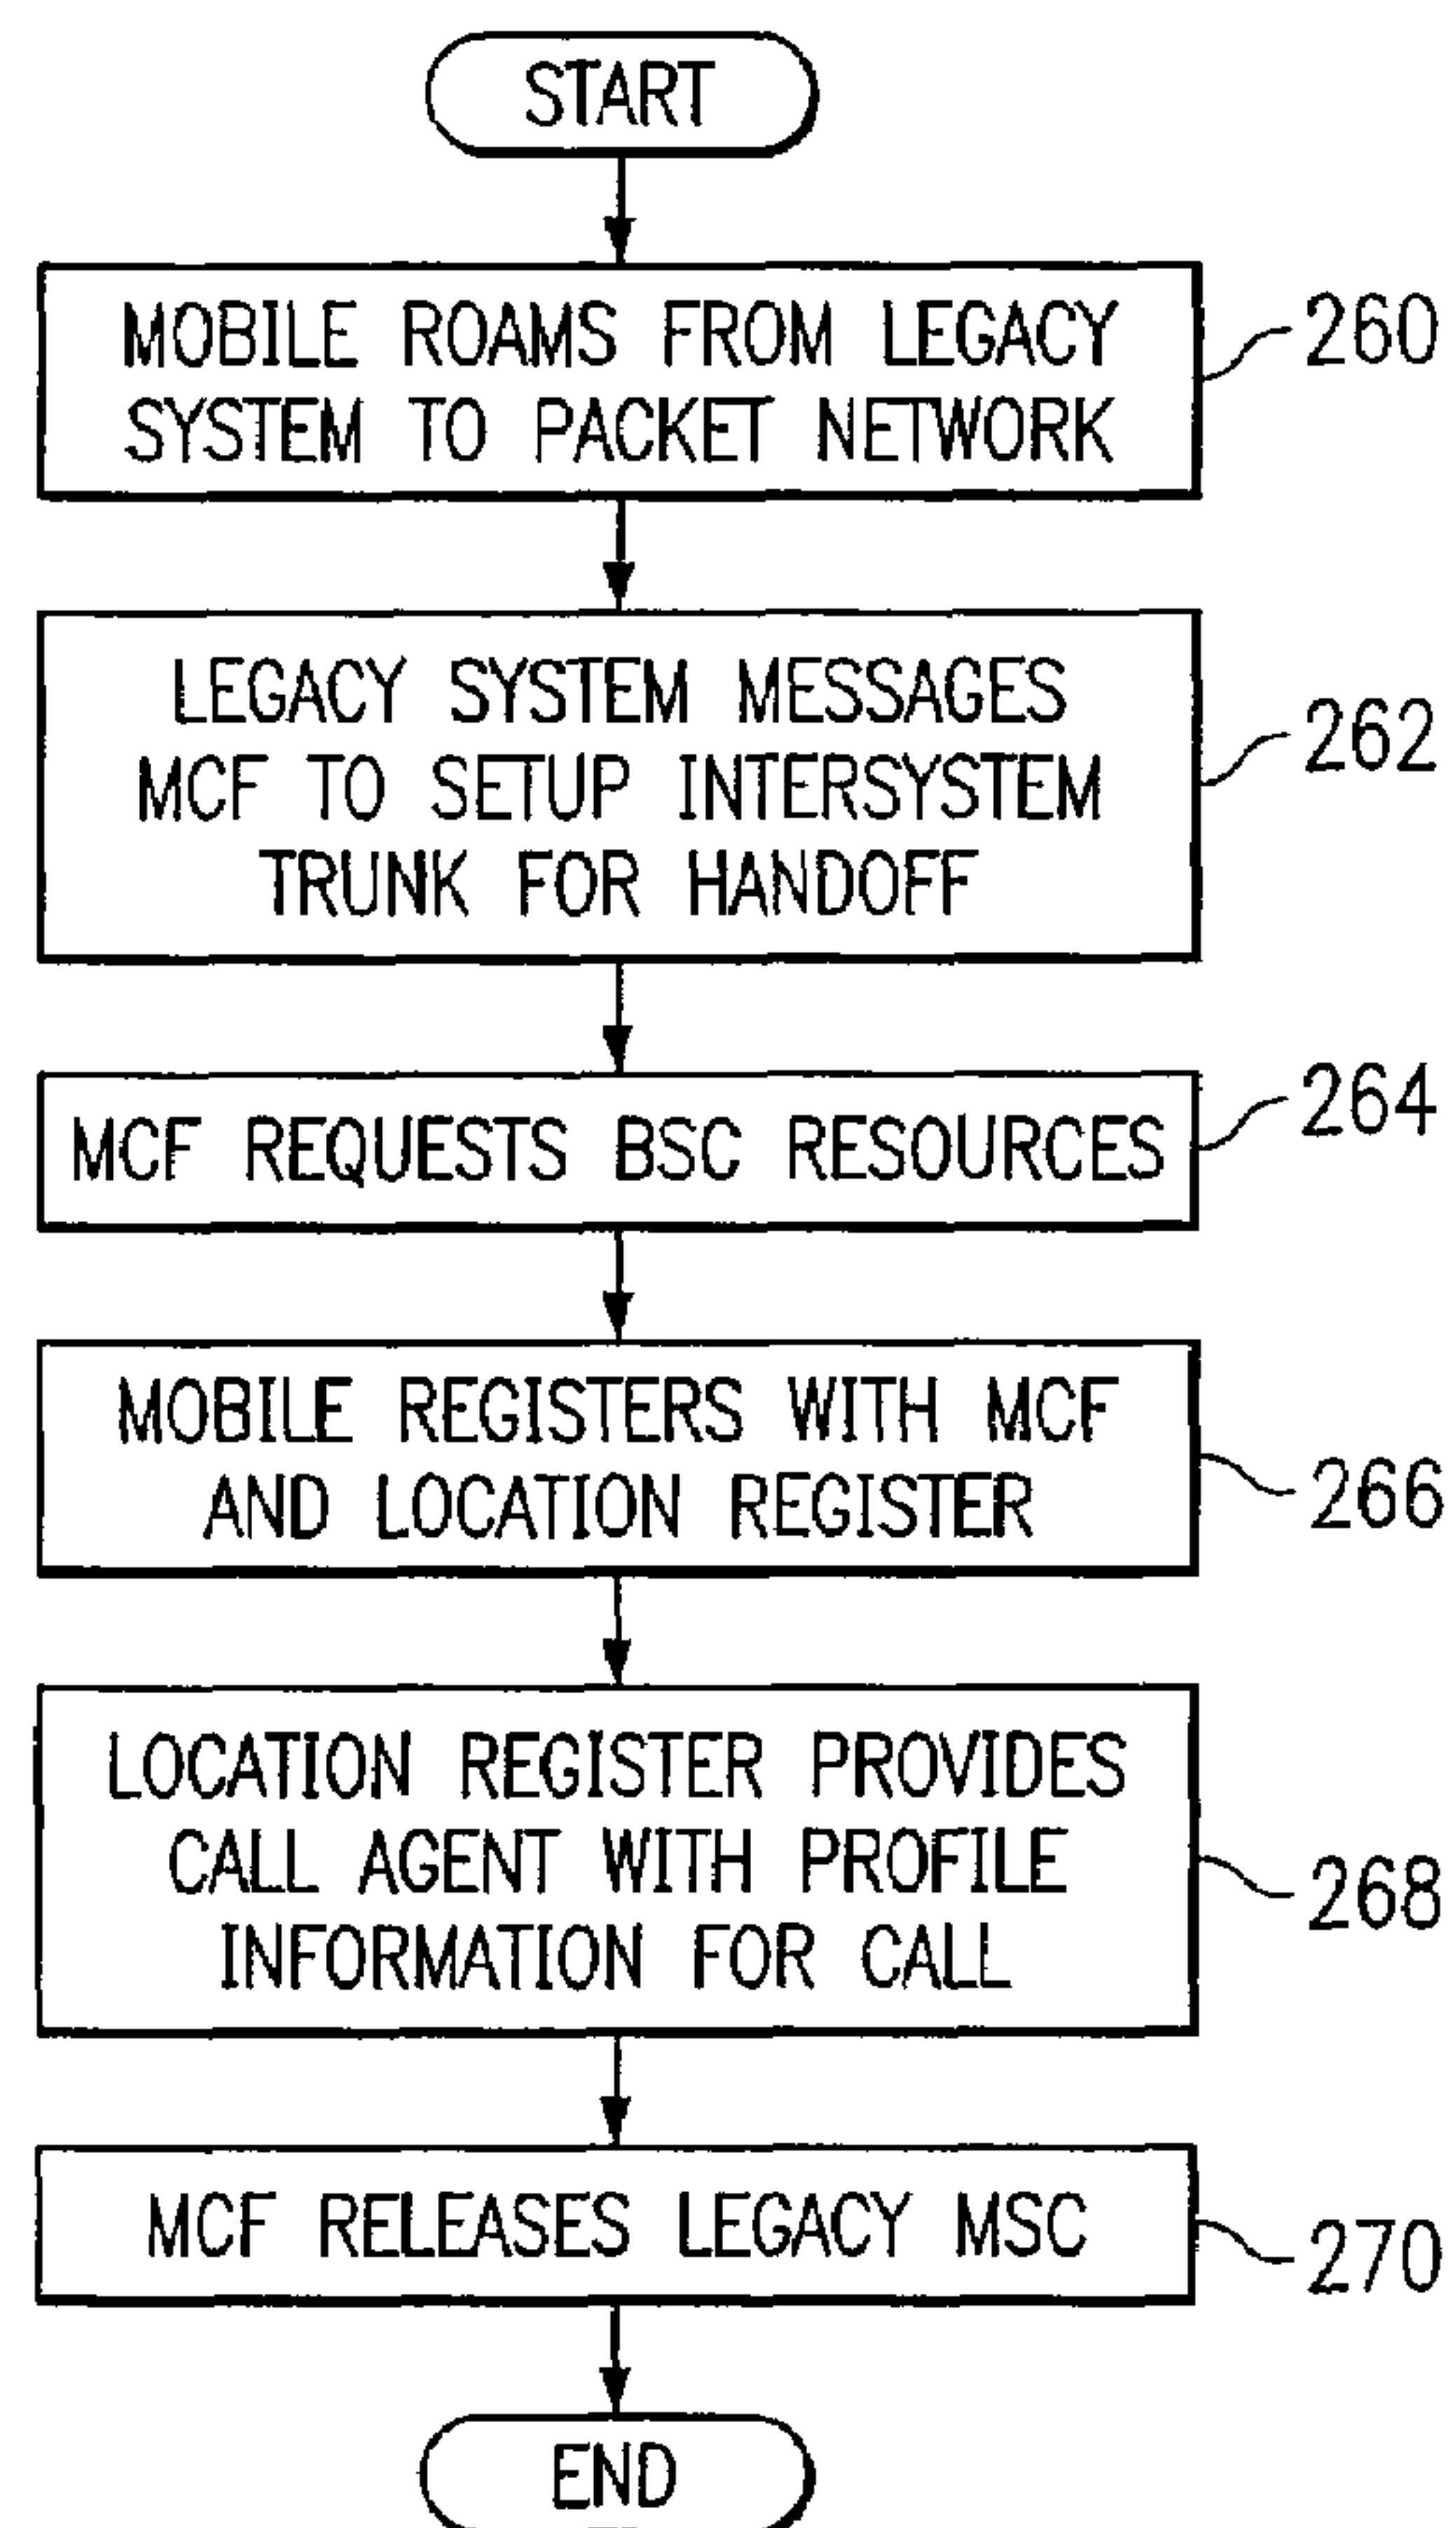 START
MOBILE ROAMS FROM LEGACY
SYSTEM TO PACKET NETWORK
260
LEGACY SYSTEM MESSAGES
MCF TO SETUP INTERSYSTEM
TRUNK FOR HANDOFF
262
MCF REQUESTS BSC RESOURCES
264
MOBILE REGISTERS WITH MCF
AND LOCATION REGISTER
266
LOCATION REGISTER PROVIDES
CALL AGENT WITH PROFILE
INFORMATION FOR CALL
268
MCF RELEASES LEGACY MSC
270
END